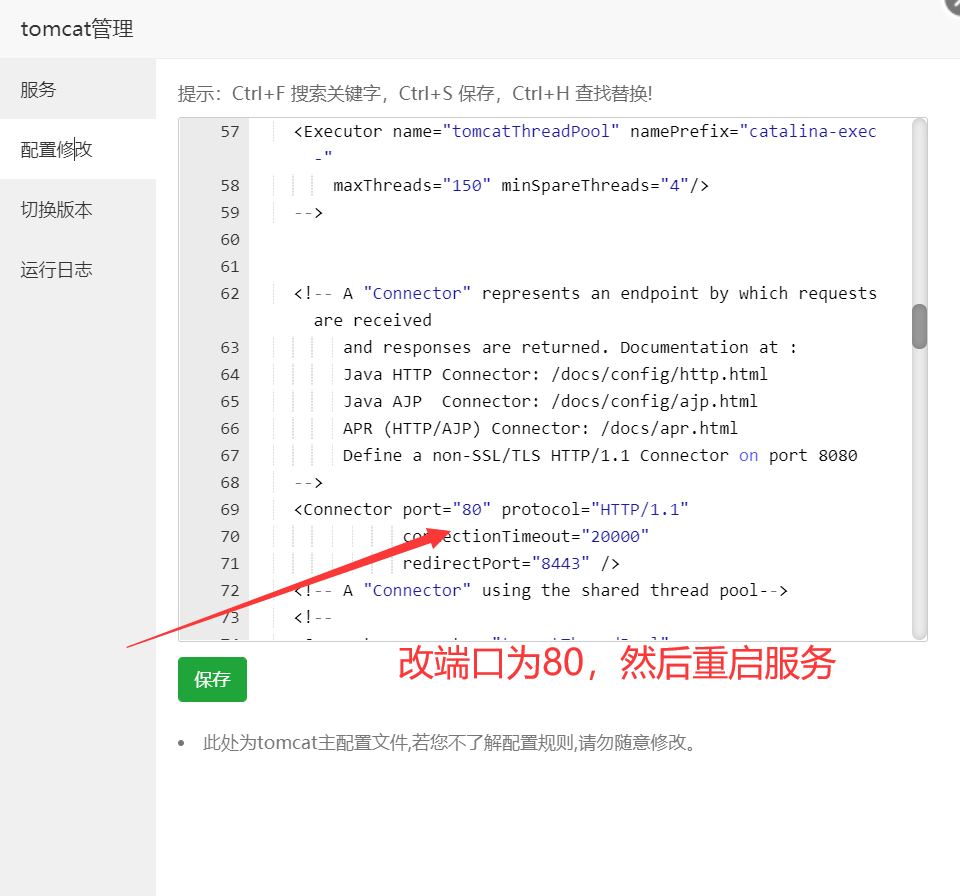 tomcat管理
服务
配置修改
切换版本
运行日志
提示：Ctrl+F 搜索关键字，Ctrl+S 保存，Ctrl+H 查找替换!
57 <Executor name="tomcatThreadPool" namePrefix="catalina-exec
-"
58 maxThreads="150" minSpareThreads="4"/>
59 -->
60
61
62 <!-- A "Connector" represents an endpoint by which requests
are received
63 and responses are returned. Documentation at :
64 Java HTTP Connector: /docs/config/http.html
65 Java AJP  Connector: /docs/config/ajp.html
66 APR (HTTP/AJP) Connector: /docs/apr.html
67 Define a non-SSL/TLS HTTP/1.1 Connector on port 8080
68 -->
69 <Connector port="80" protocol="HTTP/1.1"
70 connectionTimeout="20000"
71 redirectPort="8443" />
72 <!-- A "Connector" using the shared thread pool-->
73 <!--
改端口为80，然后重启服务
保存
• 此处为tomcat主配置文件,若您不了解配置规则,请勿随意修改。